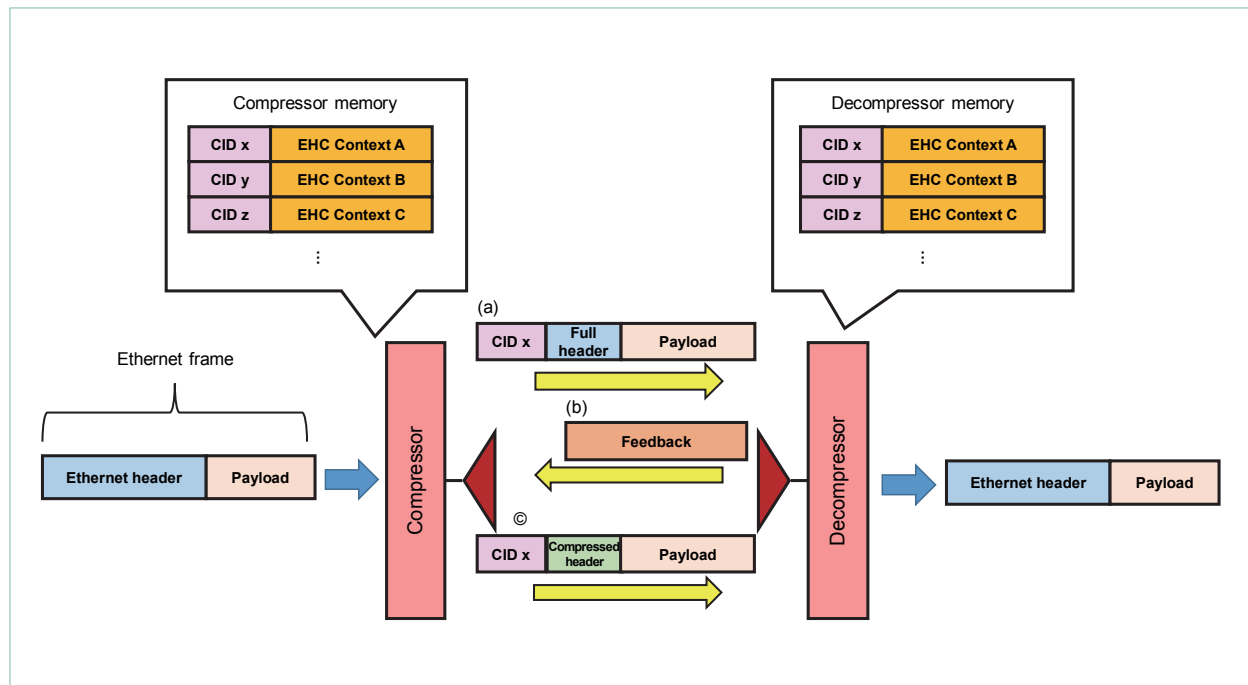 Compressor memory
CID x EHC Context A
CID y EHC Context B
CID z EHC Context C
...
Decompressor memory
CID x EHC Context A
CID y EHC Context B
CID z EHC Context C
...
Ethernet frame
Ethernet header Payload
Compressor
(a)
CID x Full header Payload
(b)
Feedback
©
CID x Compressed header Payload
Decompressor
Ethernet header Payload